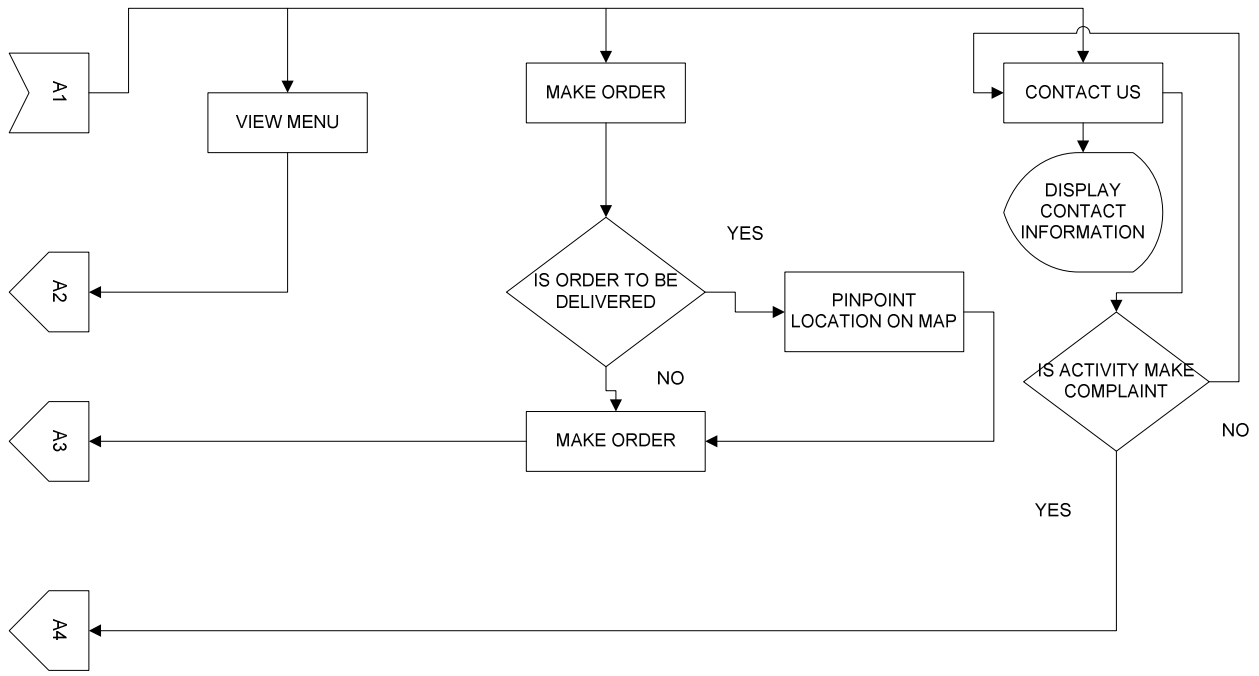 A1
VIEW MENU
MAKE ORDER
CONTACT US
DISPLAY
CONTACT
INFORMATION
A2
IS ORDER TO BE
DELIVERED
YES
PINPOINT
LOCATION ON MAP
NO
IS ACTIVITY MAKE
COMPLAINT
NO
A3
MAKE ORDER
YES
A4